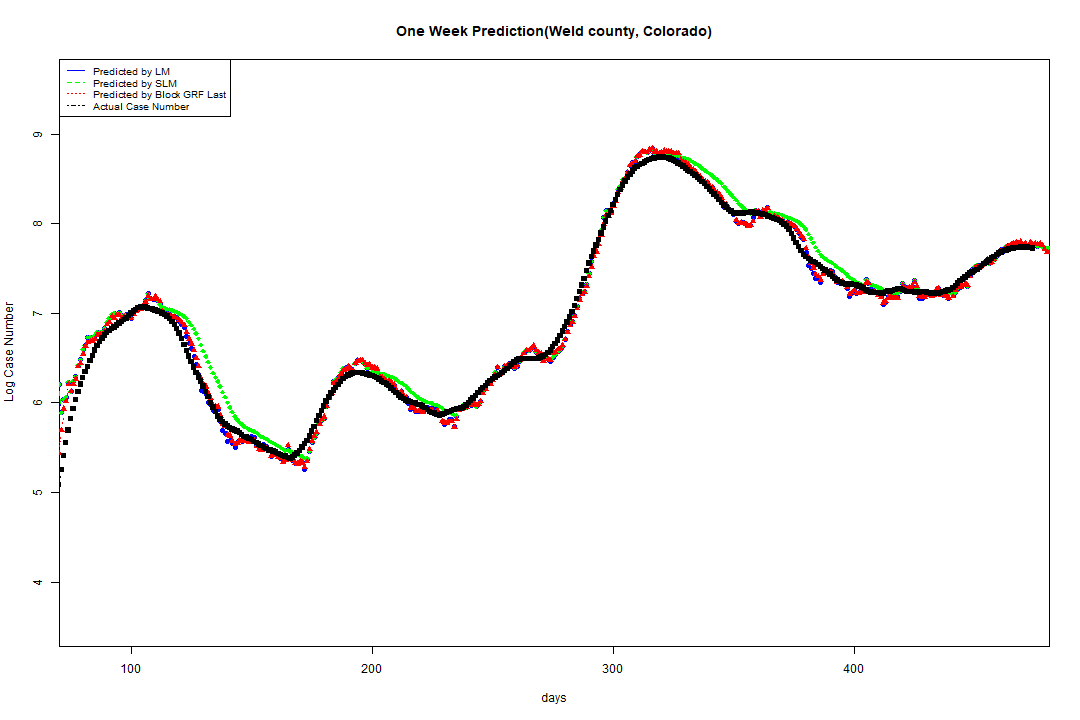 One Week Prediction(Weld county, Colorado)
Predicted by LM
Predicted by SLM
Predicted by Block GRF Last
Actual Case Number
9
8
7
6
5
4
Log Case Number
100 200 300 400
days